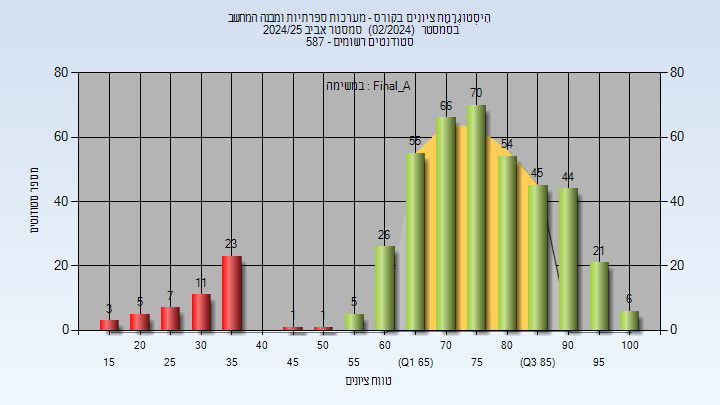 היסטוגרמת ציונים בקורס - מערכות ספרתיות ומבנה המחשב
בסמסטר (02/2024) סמסטר אביב 2024/25
סטודנטים רשומים - 587
במשימה : Final_A
80 80
60 60
40 40
20 20
0 0
מספר סטודנטים
3 5 7 11 23 1 1 5 26 55 66 70 54 45 44 21 6
20 30 40 50 60 70 80 90 100
15 25 35 45 55 (Q1 65) 75 (Q3 85) 95
טווח ציונים